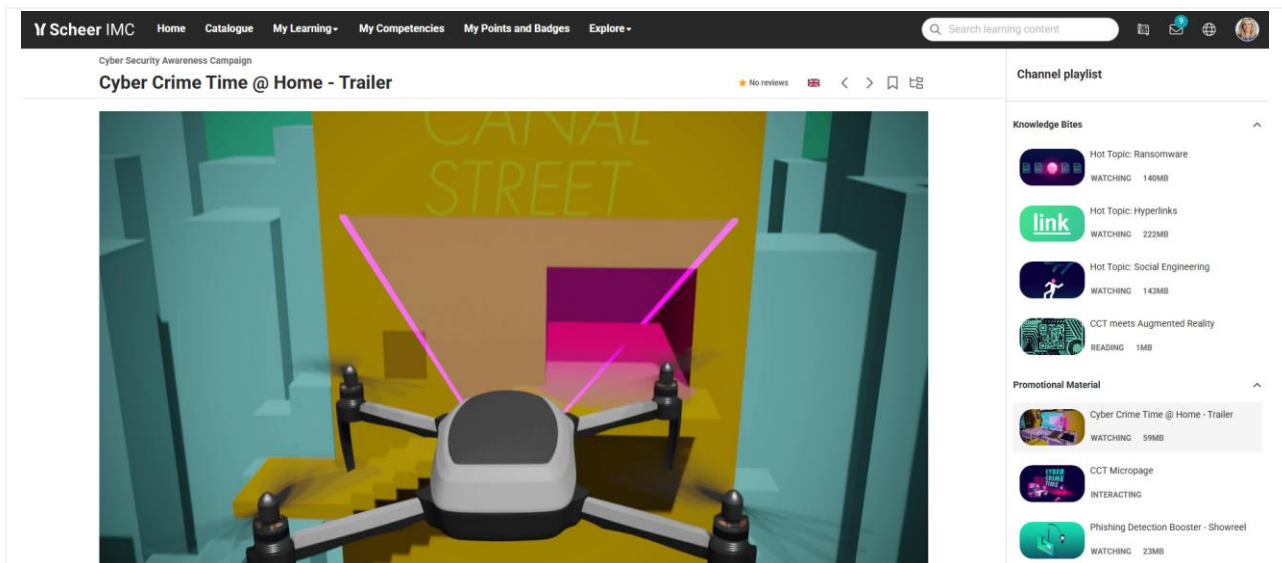 Scheer IMC
Home
Catalogue
My Learning
My Competencies
My Points and Badges
Explore
Search learning content
9
Cyber Security Awareness Campaign
Cyber Crime Time @ Home - Trailer
No reviews
CANAL
STREET
Channel playlist
Knowledge Bites
Hot Topic: Ransomware
WATCHING 140MB
link
Hot Topic: Hyperlinks
WATCHING 222MB
Hot Topic: Social Engineering
WATCHING 143MB
CCT meets Augmented Reality
READING 1MB
Promotional Material
Cyber Crime Time @ Home - Trailer
WATCHING 59MB
CYBER
CRIME
TIME
CCT Micropage
INTERACTING
Phishing Detection Booster - Showreel
WATCHING 23MB